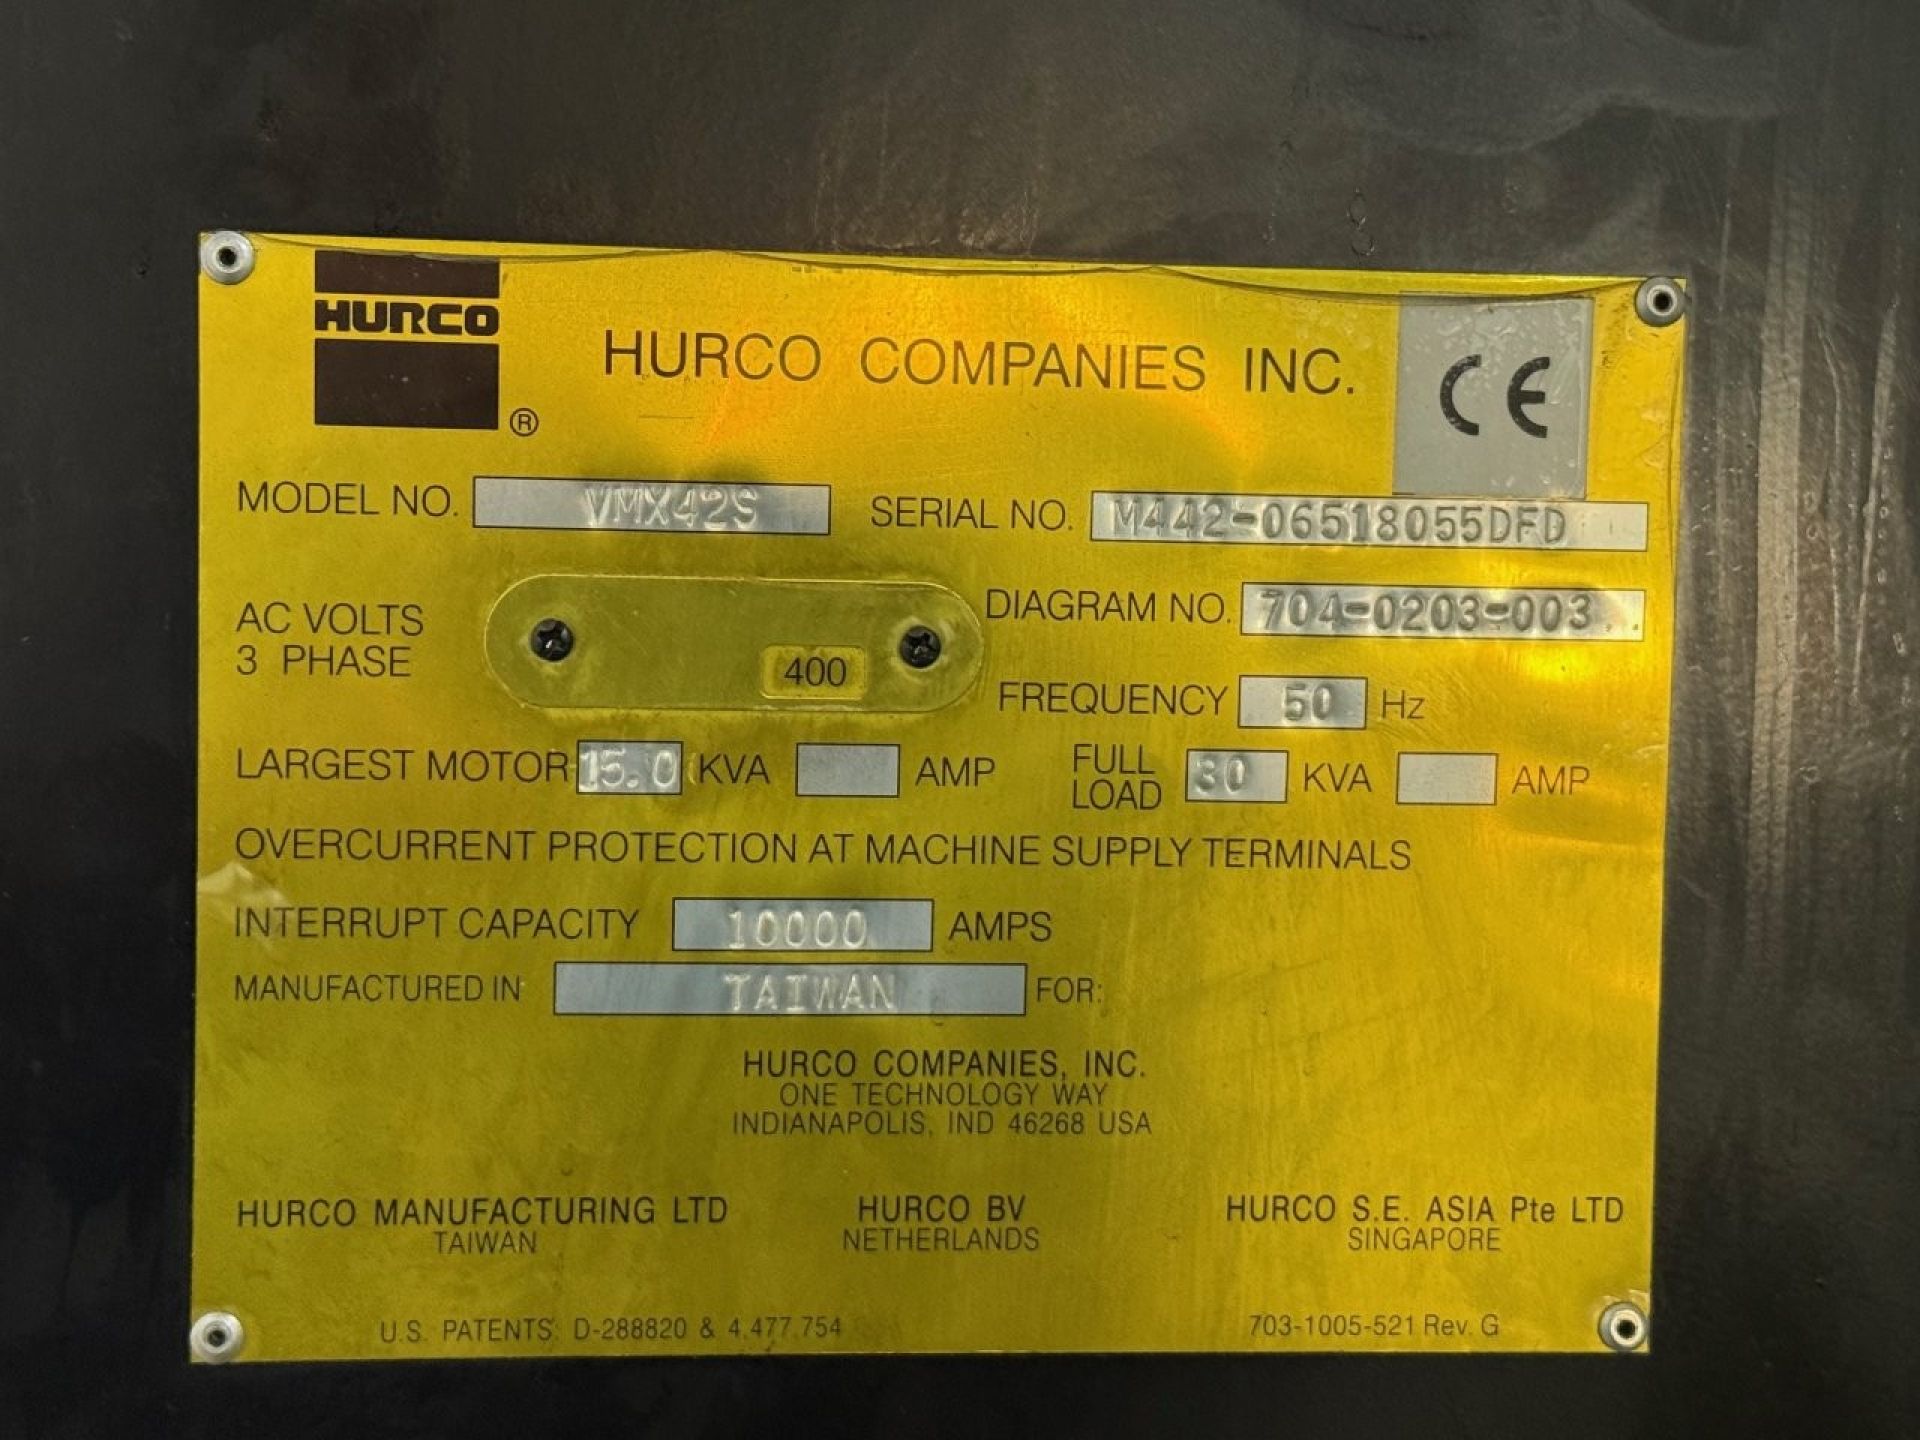 HURCO
®
HURCO COMPANIES INC.
CE
MODEL NO. VMX42S
SERIAL NO. M442-06518055DFD
AC VOLTS
3 PHASE
400
DIAGRAM NO. 704-0203-003
FREQUENCY 50 Hz
LARGEST MOTOR 15.0 KVA AMP
FULL LOAD 30 KVA AMP
OVERCURRENT PROTECTION AT MACHINE SUPPLY TERMINALS
INTERRUPT CAPACITY 10000 AMPS
MANUFACTURED IN TAIWAN FOR:
HURCO COMPANIES, INC.
ONE TECHNOLOGY WAY
INDIANAPOLIS, IND 46268 USA
HURCO MANUFACTURING LTD
TAIWAN
HURCO BV
NETHERLANDS
HURCO S.E. ASIA Pte LTD
SINGAPORE
U.S. PATENTS: D-288820 & 4,477,754
703-1005-521 Rev. G